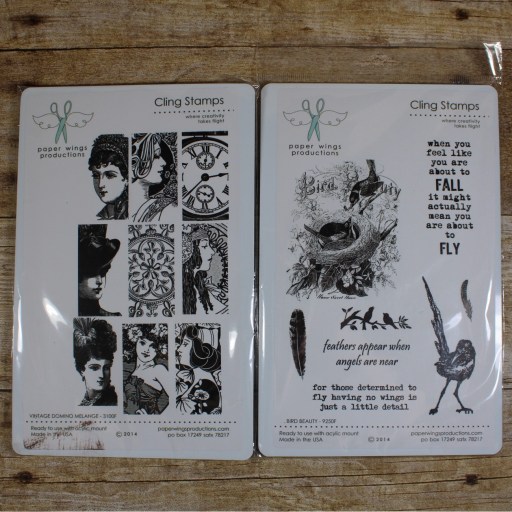 Cling Stamps
where creativity
takes flight
paper wings
productions
VINTAGE DOMINO MELANGE - 3100F
Ready to use with acrylic mount
Made in the USA
© 2014
paperwingsproductions.com
po box 17249 sats 78217
Cling Stamps
where creativity
takes flight
paper wings
productions
Bird Beauty
when you
feel like
you are
about to
FALL
it might
actually
mean you
are about
to
FLY
feathers appear when
angels are near
for those determined to
fly having no wings is
just a little detail
BIRD BEAUTY - 9250F
Ready to use with acrylic mount
Made in the USA
© 2014
paperwingsproductions.com
po box 17249 sats 78217